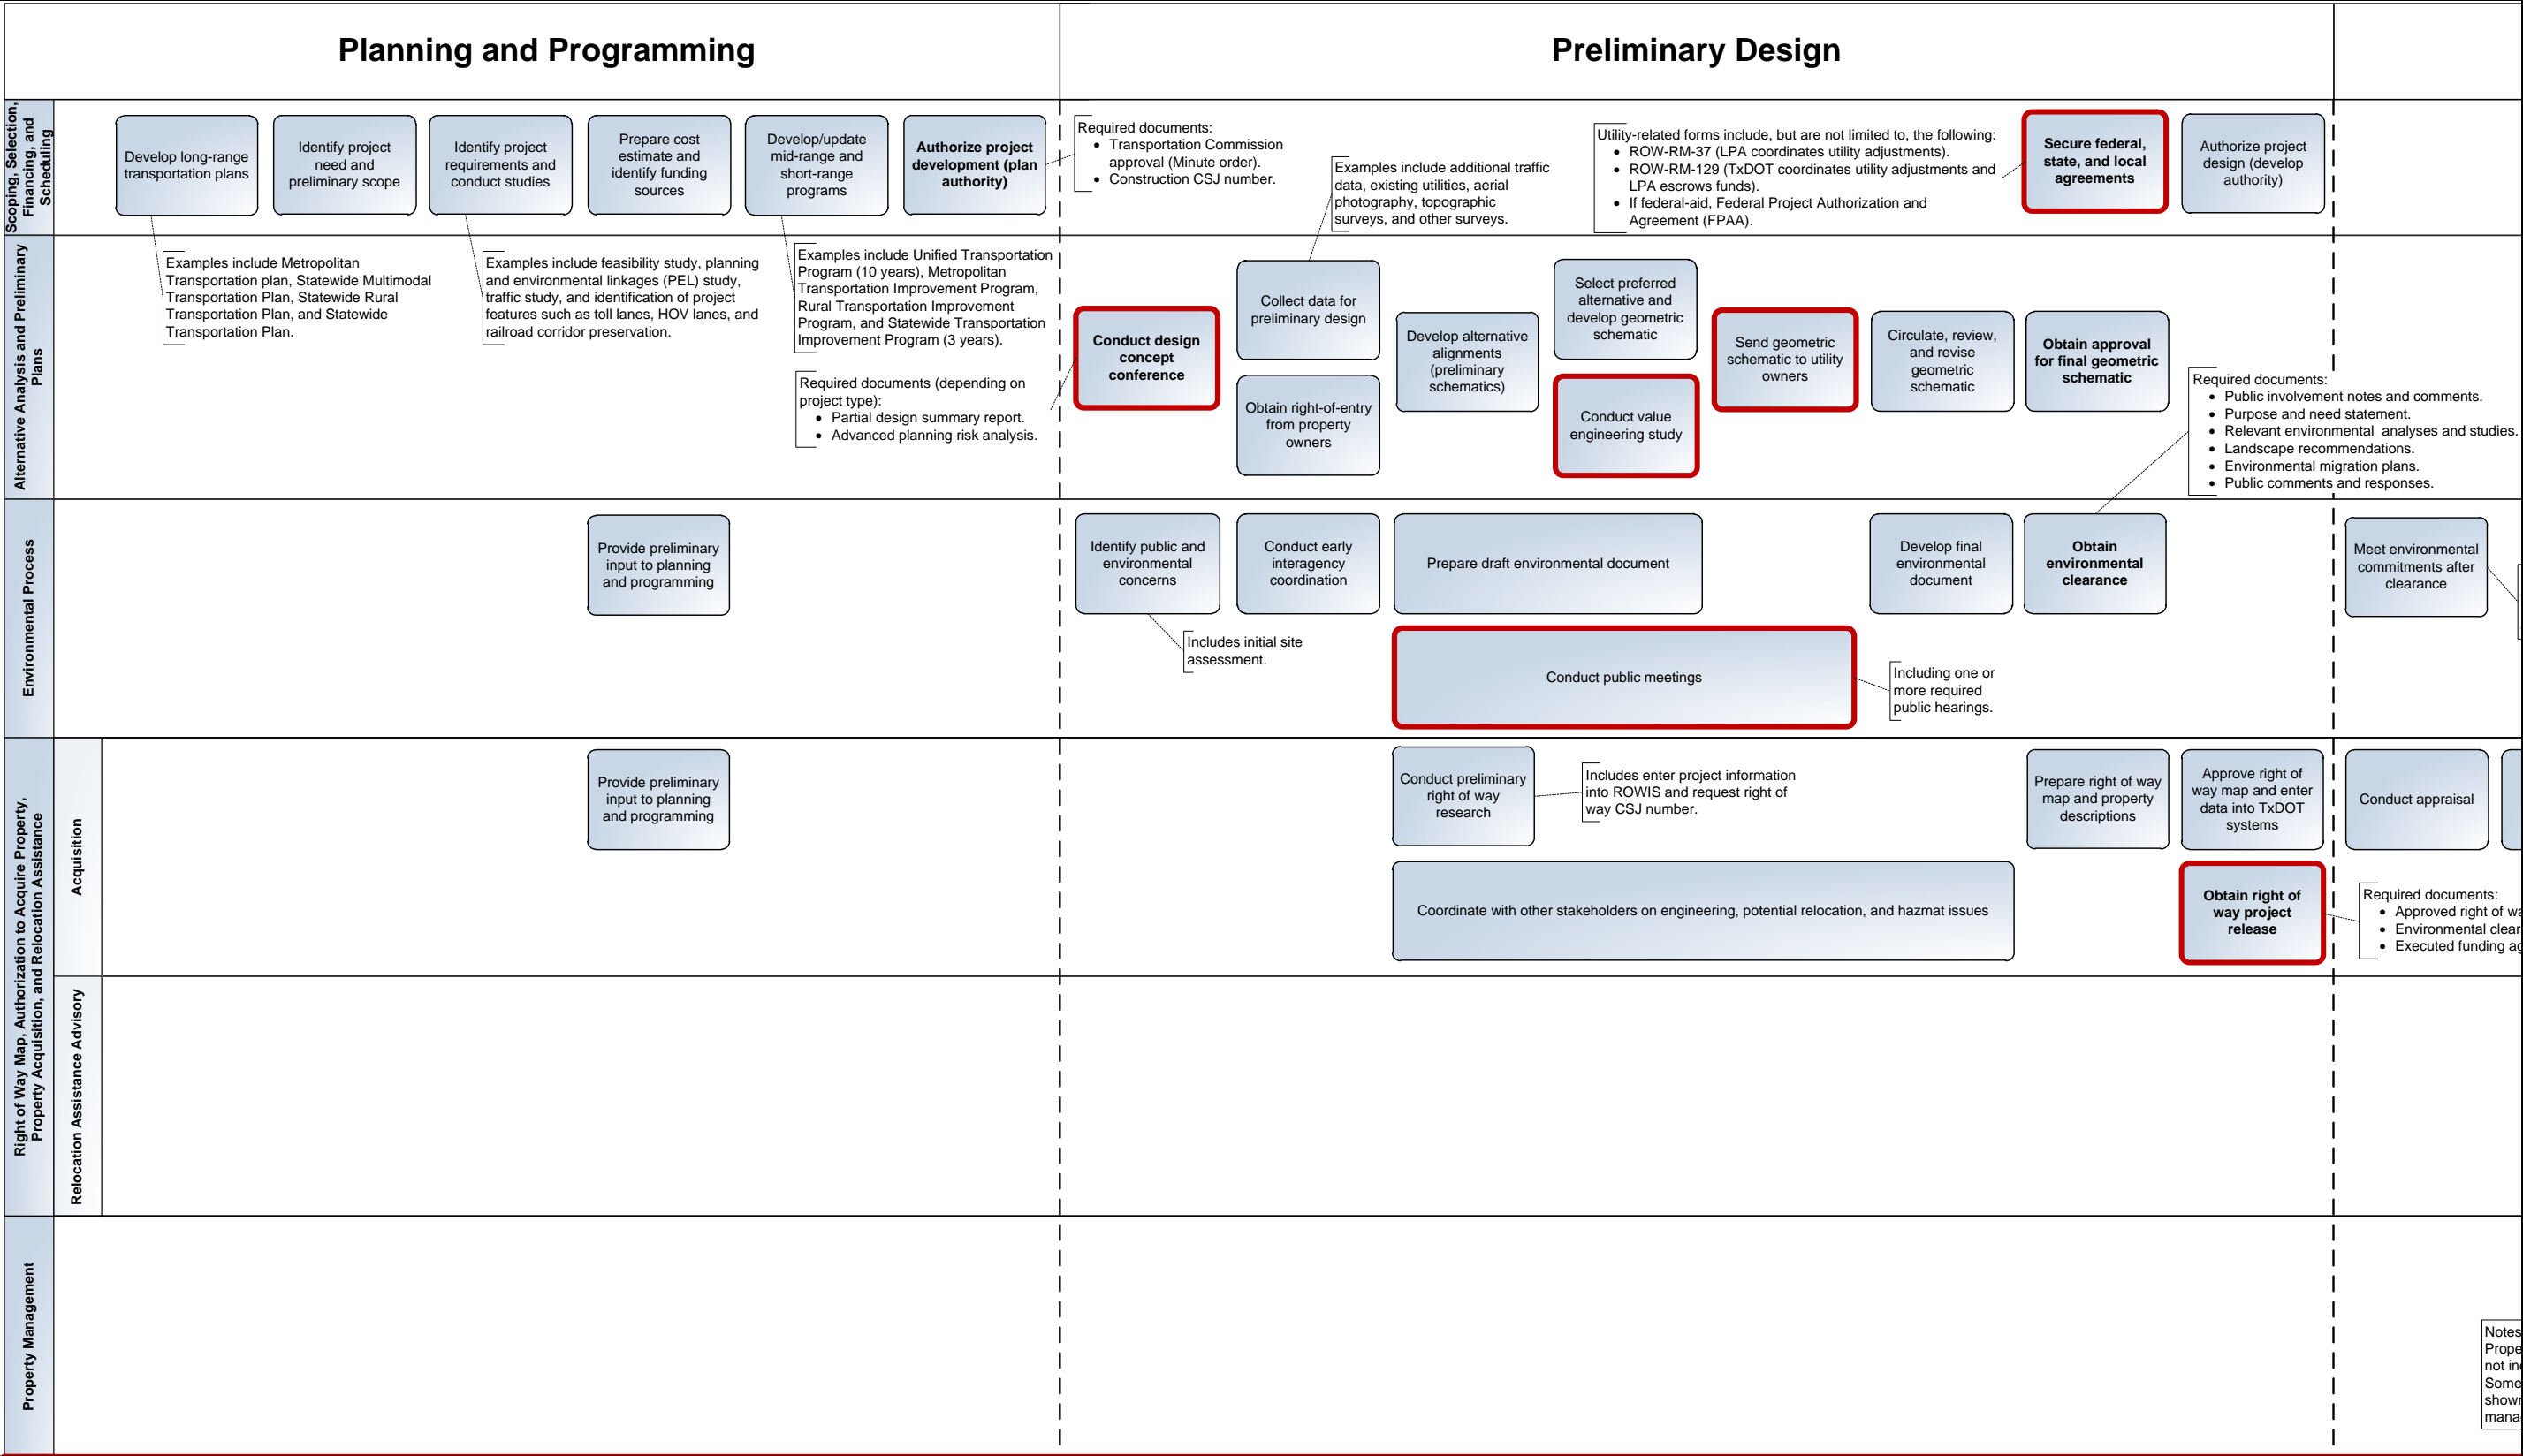 Planning and Programming
Preliminary Design
Scoping, Selection,
Financing, and
Scheduling
Develop long-range
transportation plans
Identify project
need and
preliminary scope
Identify project
requirements and
conduct studies
Prepare cost
estimate and
identify funding
sources
Develop/update
mid-range and
short-range
programs
Authorize project
development (plan
authority)
Required documents:
• Transportation Commission
approval (Minute order).
• Construction CSJ number.
Examples include additional traffic
data, existing utilities, aerial
photography, topographic
surveys, and other surveys.
Utility-related forms include, but are not limited to, the following:
• ROW-RM-37 (LPA coordinates utility adjustments).
• ROW-RM-129 (TxDOT coordinates utility adjustments and
LPA escrows funds).
• If federal-aid, Federal Project Authorization and
Agreement (FPAA).
Secure federal,
state, and local
agreements
Authorize project
design (develop
authority)
Alternative Analysis and Preliminary
Plans
Examples include Metropolitan
Transportation plan, Statewide Multimodal
Transportation Plan, Statewide Rural
Transportation Plan, and Statewide
Transportation Plan.
Examples include feasibility study, planning
and environmental linkages (PEL) study,
traffic study, and identification of project
features such as toll lanes, HOV lanes, and
railroad corridor preservation.
Examples include Unified Transportation
Program (10 years), Metropolitan
Transportation Improvement Program,
Rural Transportation Improvement
Program, and Statewide Transportation
Improvement Program (3 years).
Required documents (depending on
project type):
• Partial design summary report.
• Advanced planning risk analysis.
Conduct design
concept
conference
Collect data for
preliminary design
Obtain right-of-entry
from property
owners
Develop alternative
alignments
(preliminary
schematics)
Select preferred
alternative and
develop geometric
schematic
Conduct value
engineering study
Send geometric
schematic to utility
owners
Circulate, review,
and revise
geometric
schematic
Obtain approval
for final geometric
schematic
Required documents:
• Public involvement notes and comments.
• Purpose and need statement.
• Relevant environmental analyses and studies.
• Landscape recommendations.
• Environmental migration plans.
• Public comments and responses.
Environmental Process
Provide preliminary
input to planning
and programming
Identify public and
environmental
concerns
Conduct early
interagency
coordination
Prepare draft environmental document
Develop final
environmental
document
Obtain
environmental
clearance
Meet environmental
commitments after
clearance
Includes initial site
assessment.
Conduct public meetings
Including one or
more required
public hearings.
Right of Way Map, Authorization to Acquire Property,
Property Acquisition, and Relocation Assistance
Acquisition
Provide preliminary
input to planning
and programming
Conduct preliminary
right of way
research
Includes enter project information
into ROWIS and request right of
way CSJ number.
Prepare right of way
map and property
descriptions
Approve right of
way map and enter
data into TxDOT
systems
Conduct appraisal
Coordinate with other stakeholders on engineering, potential relocation, and hazmat issues
Obtain right of
way project
release
Required documents:
• Approved right of
• Environmental
• Executed funding
Relocation Assistance Advisory
Property Management
Notes
not
Some